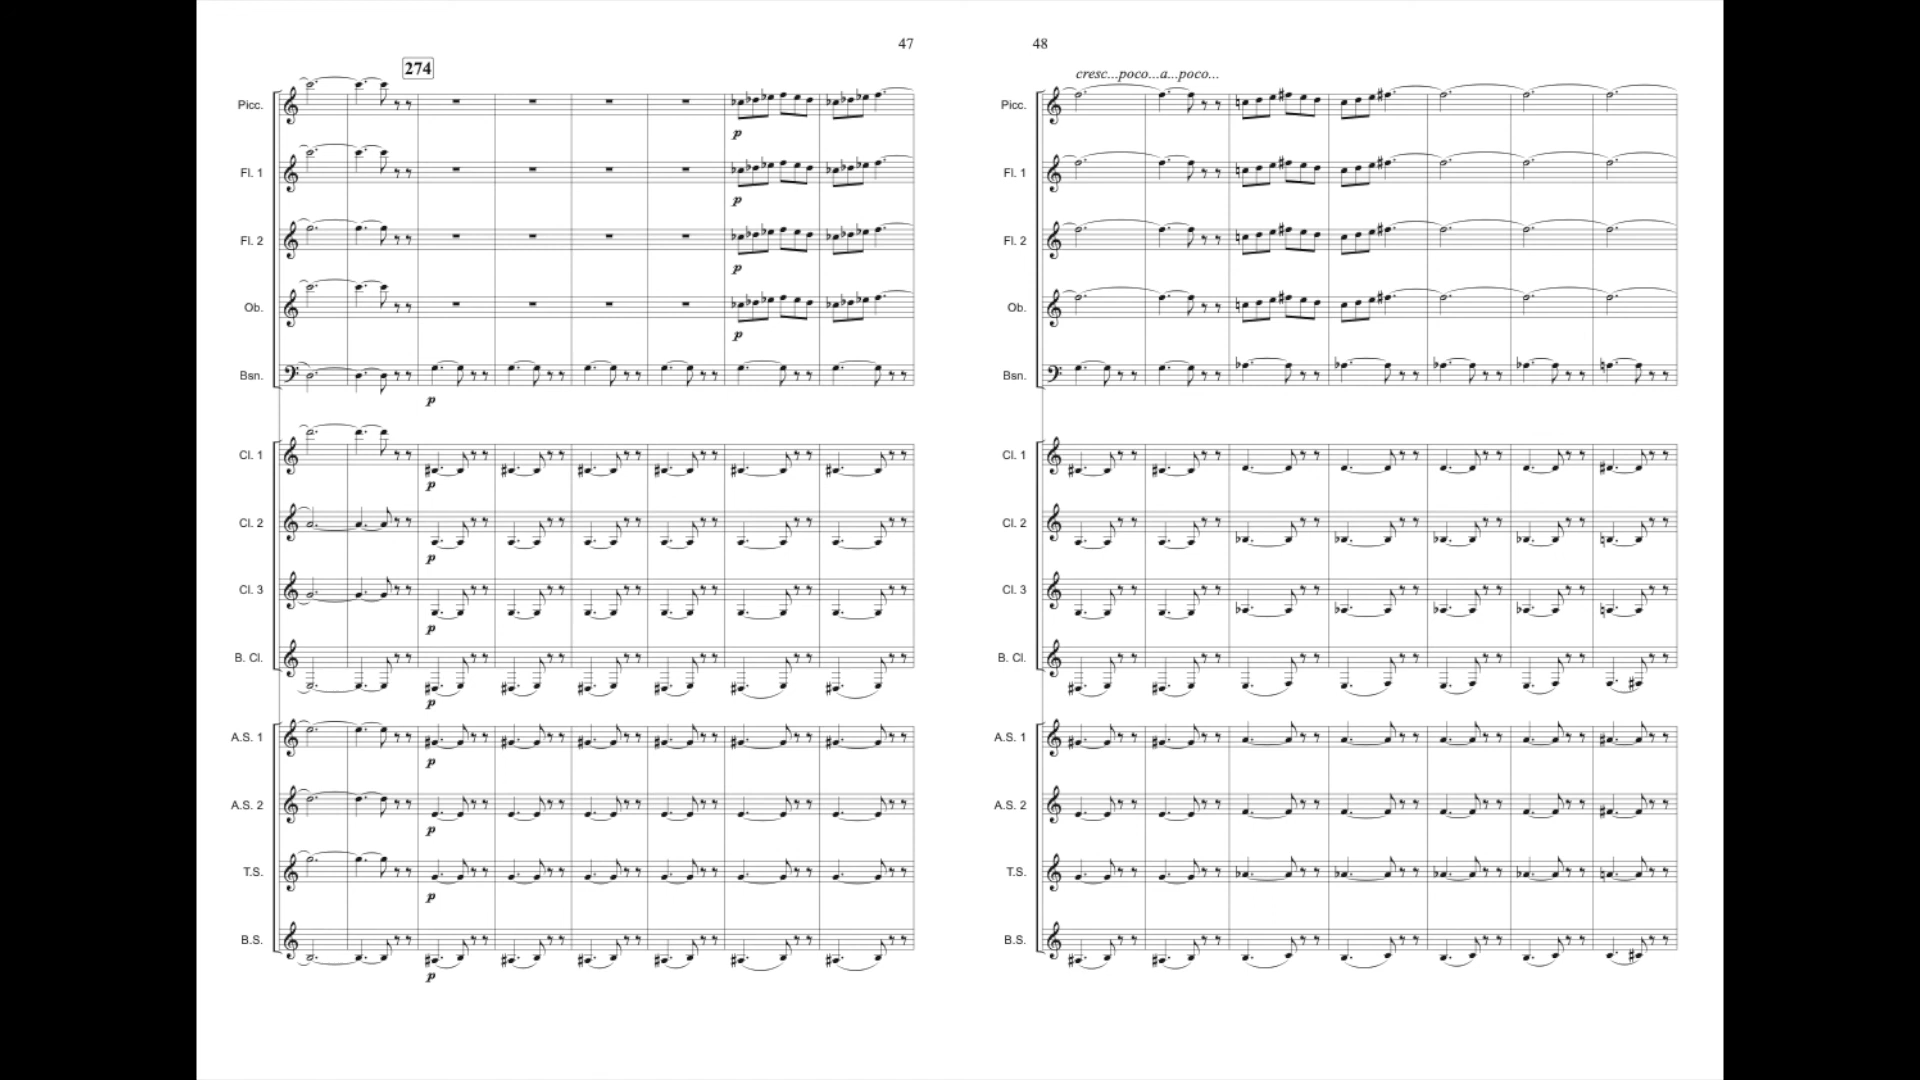 47
274
Picc.
p
Fl. 1
p
Fl. 2
p
Ob.
p
Bsn.
p
Cl. 1
p
Cl. 2
p
Cl. 3
p
B. Cl.
p
A.S. 1
p
A.S. 2
p
T.S.
p
B.S.
p
48
cresc...poco...a...poco...
Picc.
Fl. 1
Fl. 2
Ob.
Bsn.
Cl. 1
Cl. 2
Cl. 3
B. Cl.
A.S. 1
A.S. 2
T.S.
B.S.